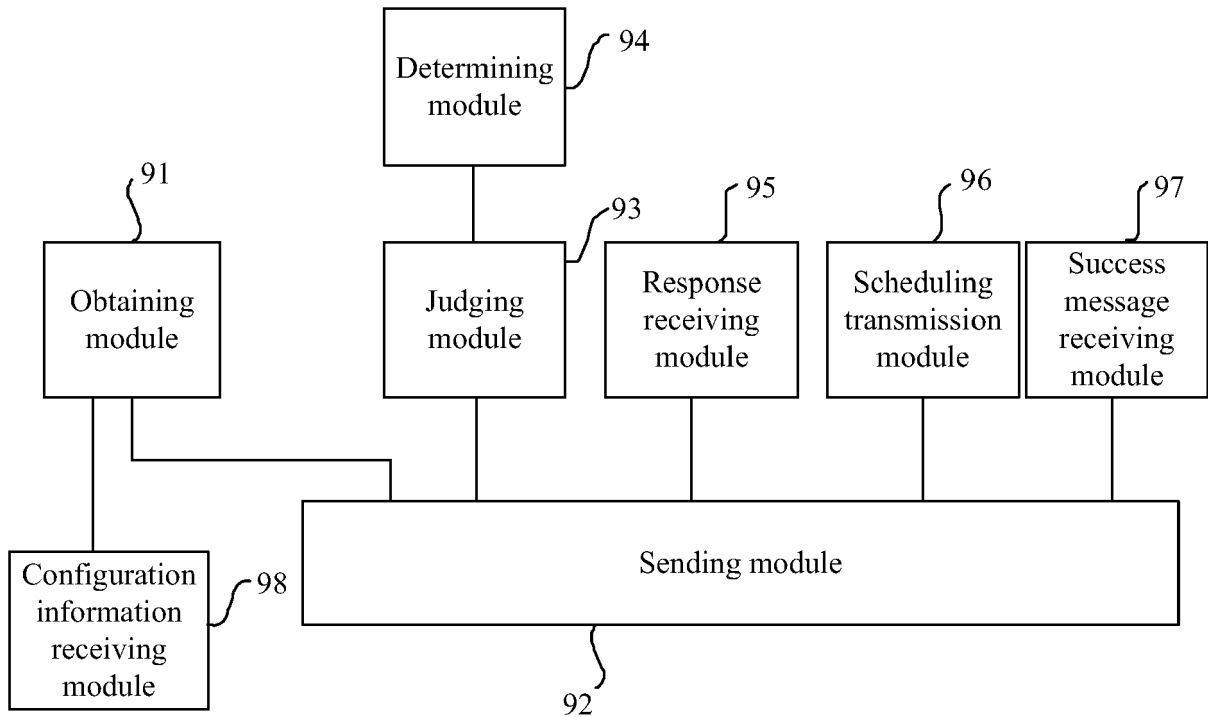 94
Determining
module
91
93
95
96
97
Obtaining
module
Judging
module
Response
receiving
module
Scheduling
transmission
module
Success
message
receiving
module
Sending module
Configuration
information
receiving
module
98
92